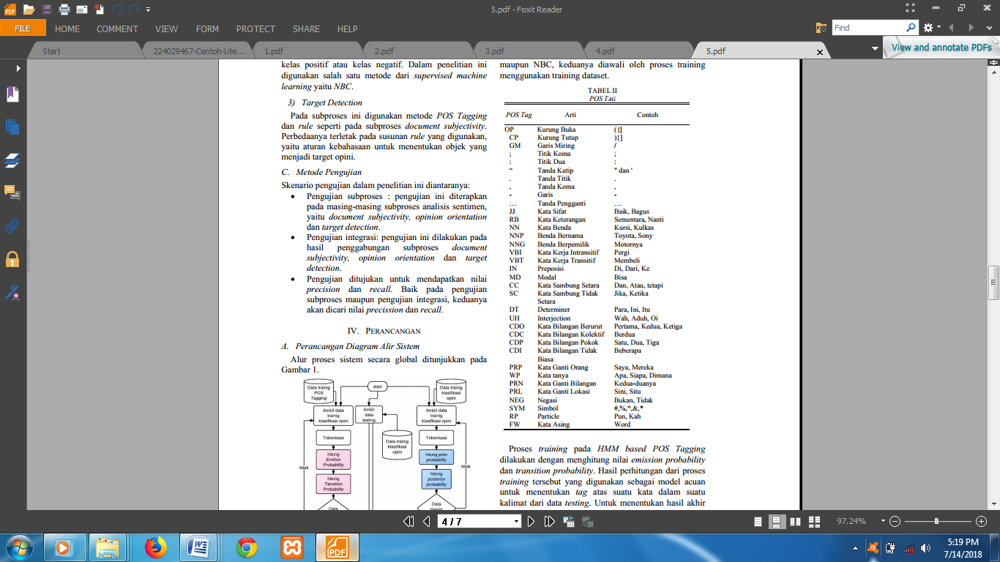 5.pdf - Foxit Reader
FILE HOME COMMENT VIEW FORM PROTECT SHARE HELP
Find
Start 224029467-Contoh-Lite... 1.pdf 2.pdf 3.pdf 4.pdf 5.pdf
View and annotate PDFs
kelas positif atau kelas negatif. Dalam penelitian ini
digunakan salah satu metode dari supervised machine
learning yaitu NBC.
3) Target Detection
Pada subproses ini digunakan metode POS Tagging
dan rule seperti pada subproses document subjectivity.
Perbedaanya terletak pada susunan rule yang digunakan,
yaitu aturan kebahasaan untuk menentukan objek yang
menjadi target opini.
C. Metode Pengujian
Skenario pengujian dalam penelitian ini diantaranya:
• Pengujian subproses : pengujian ini diterapkan
pada masing-masing subproses analisis sentimen,
yaitu document subjectivity, opinion orientation
dan target detection.
• Pengujian integrasi: pengujian ini dilakukan pada
hasil penggabungan subproses document
subjectivity, opinion orientation dan target
detection.
• Pengujian ditujukan untuk mendapatkan nilai
precision dan recall. Baik pada pengujian
subproses maupun pengujian integrasi, keduanya
akan dicari nilai precission dan recall.
IV. PERANCANGAN
A. Perancangan Diagram Alir Sistem
Alur proses sistem secara global ditunjukkan pada
Gambar 1.
Data trainig
POS
Tagging
start
Data trainig
klasifikasi
opini
Ambil data
trainig
klasifikasi opini
Ambil
data
testing
Ambil data
trainig
klasifikasi opini
Tokenisasi
Data trainig
klasifikasi
opini
Tokenisasi
hitung
Emition
Probability
hitung prior
probability
tidak
tidak
hitung
Tansition
Probability
hitung
posterior
probability
Data
Data
trainig
maupun NBC, keduanya diawali oleh proses training
menggunakan training dataset.
TABEL II
POS TAG
POS Tag Arti Contoh
OP Kurung Buka ({[
CP Kurung Tutup )}]
GM Garis Miring /
; Titik Koma ;
: Titik Dua :
“ Tanda Kutip " dan '
. Tanda Titik .
, Tanda Koma ,
- Garis -
… Tanda Pengganti …
JJ Kata Sifat Baik, Bagus
RB Kata Keterangan Sementara, Nanti
NN Kata Benda Kursi, Kulkas
NNP Benda Bernama Toyota, Sony
NNG Benda Berpemilik Motornya
VBI Kata Kerja Intransitif Pergi
VBT Kata Kerja Transitif Membeli
IN Preposisi Di, Dari, Ke
MD Modal Bisa
CC Kata Sambung Setara Dan, Atau, tetapi
SC Kata Sambung Tidak Jika, Ketika
Setara
DT Determiner Para, Ini, Itu
UH Interjection Wah, Aduh, Oi
CDO Kata Bilangan Berurut Pertama, Kedua, Ketiga
CDC Kata Bilangan Kolektif Berdua
CDP Kata Bilangan Pokok Satu, Dua, Tiga
CDI Kata Bilangan Tidak Beberapa
Biasa
PRP Kata Ganti Orang Saya, Mereka
WP Kata tanya Apa, Siapa, Dimana
PRN Kata Ganti Bilangan Kedua-duanya
PRL Kata Ganti Lokasi Sini, Situ
NEG Negasi Bukan, Tidak
SYM Simbol #,%,^,&,*
RP Particle Pun, Kah
FW Kata Asing Word
Proses training pada HMM based POS Tagging
dilakukan dengan menghitung nilai emission probability
dan transition probability. Hasil perhitungan dari proses
training tersebut yang digunakan sebagai model acuan
untuk menentukan tag atas suatu kata dalam suatu
kalimat dari data testing. Untuk menentukan hasil akhir
4 / 7
97.24%
5:19 PM
7/14/2018